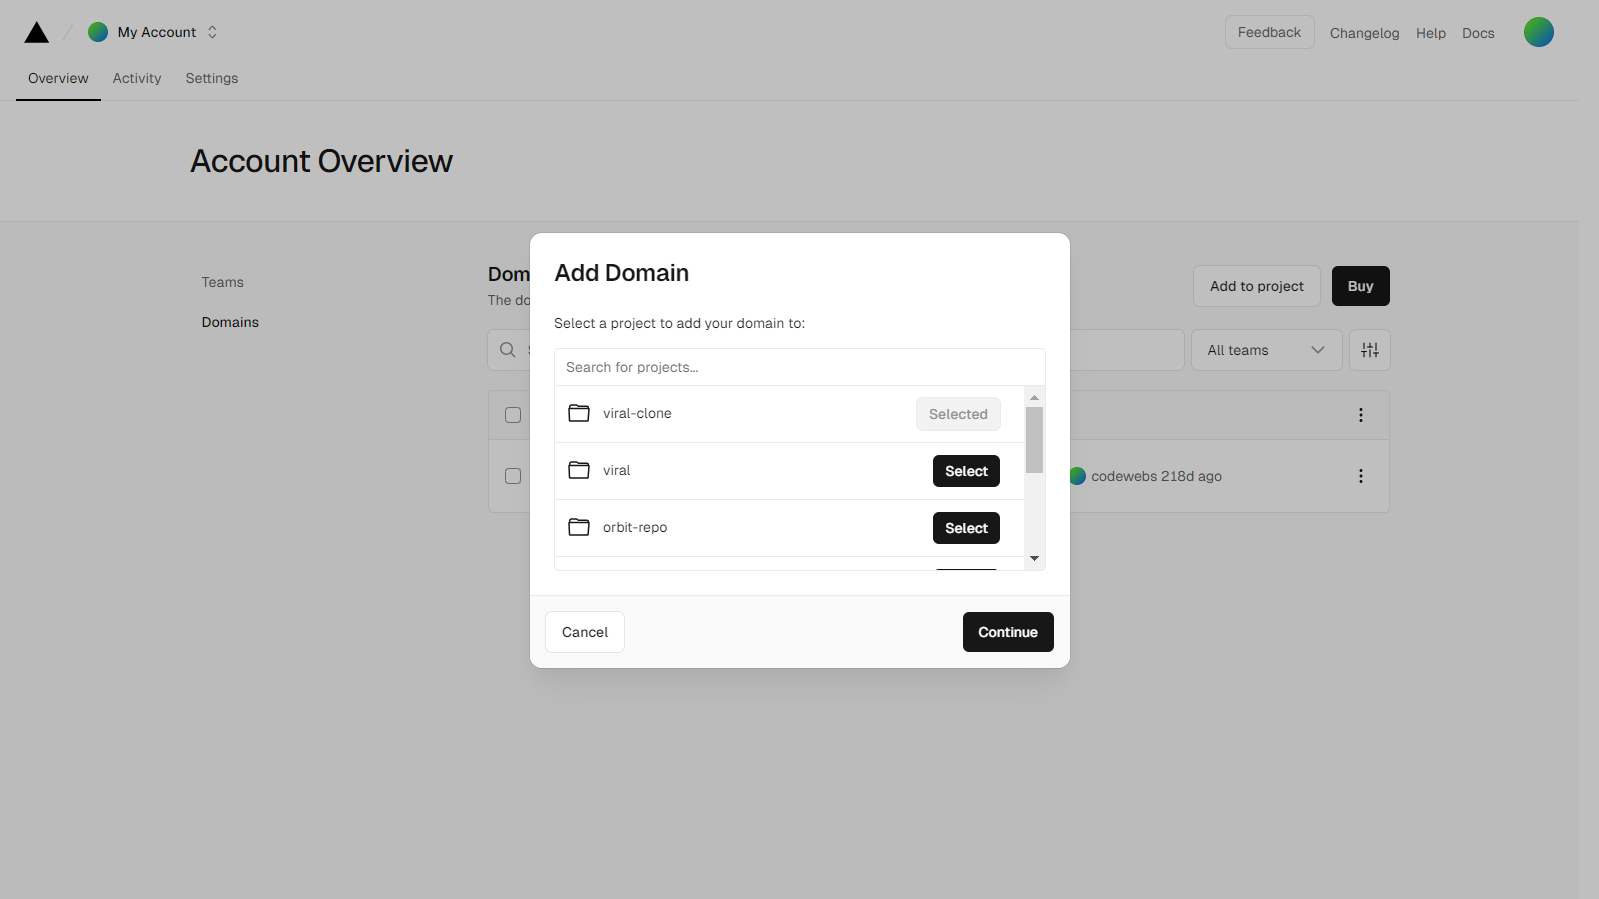 My Account
Feedback
Changelog
Help
Docs
Overview
Activity
Settings
Account Overview
Teams
Domains
Dom
The do
Add to project
Buy
All teams
codewebs 218d ago
Add Domain
Select a project to add your domain to:
Search for projects...
viral-clone
Selected
viral
Select
orbit-repo
Select
Cancel
Continue